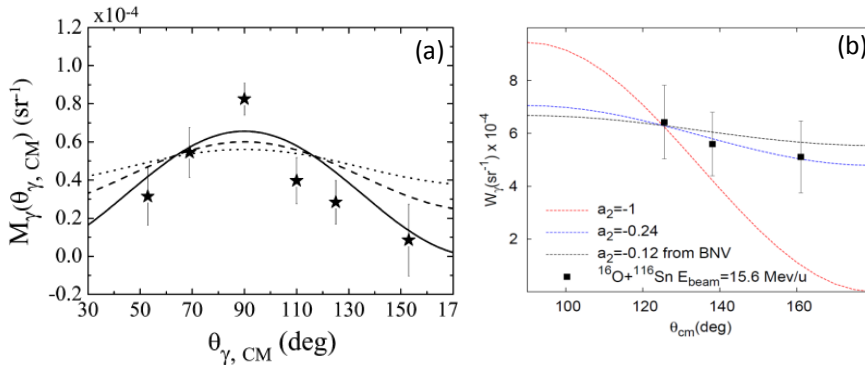 x10⁻⁴
(a)
1.2
1.0
0.8
0.6
0.4
0.2
0.0
-0.2
Mγ(θγ, CM) (sr⁻¹)
30 50 70 90 110 130 150 17
θγ, CM (deg)
(b)
8
6
4
2
Wγ(sr⁻¹) x 10⁻⁴
a₂=-1
a₂=-0.24
a₂=-0.12 from BNV
¹⁶O+¹¹⁶Sn E_beam=15.6 Mev/u
100 120 140 160
θcm(deg)